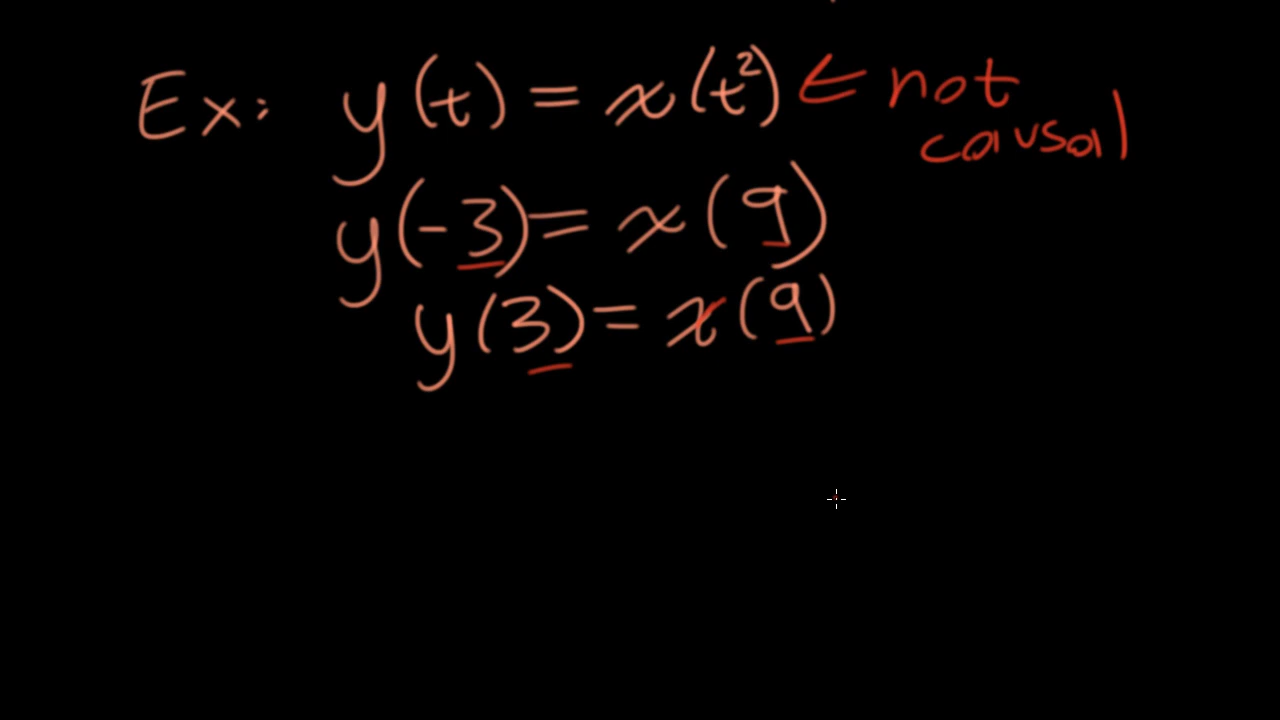 Ex: y(t) = x(t²) ← not causal
y(-3) = x(9)
y(3) = x(9)